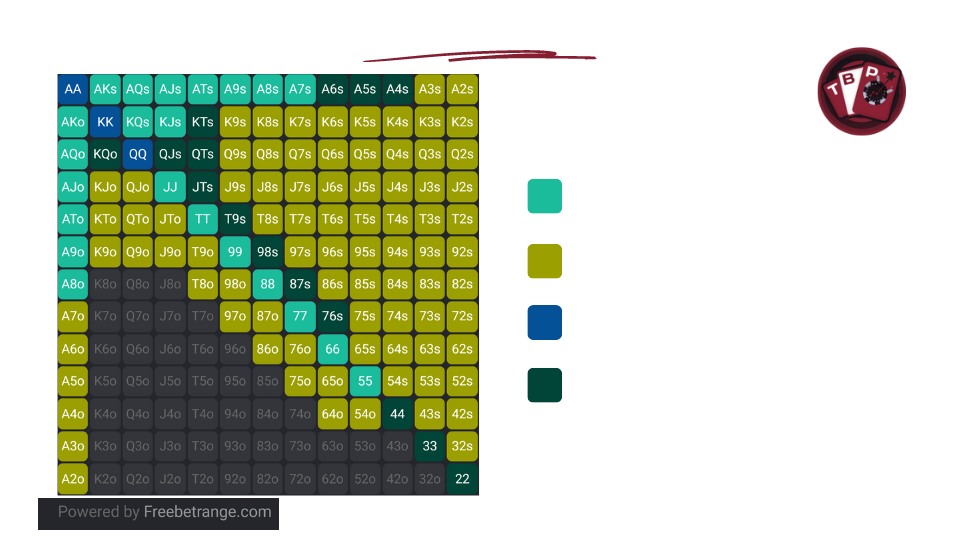 AA AKs AQs AJs ATs A9s A8s A7s A6s A5s A4s A3s A2s
AKo KK KQs KJs KTs K9s K8s K7s K6s K5s K4s K3s K2s
AQo KQo QQ QJs QTs Q9s Q8s Q7s Q6s Q5s Q4s Q3s Q2s
AJo KJo QJo JJ JTs J9s J8s J7s J6s J5s J4s J3s J2s
ATo KTo QTo JTo TT T9s T8s T7s T6s T5s T4s T3s T2s
A9o K9o Q9o J9o T9o 99 98s 97s 96s 95s 94s 93s 92s
A8o K8o Q8o J8o T8o 98o 88 87s 86s 85s 84s 83s 82s
A7o K7o Q7o J7o T7o 97o 87o 77 76s 75s 74s 73s 72s
A6o K6o Q6o J6o T6o 96o 86o 76o 66 65s 64s 63s 62s
A5o K5o Q5o J5o T5o 95o 85o 75o 65o 55 54s 53s 52s
A4o K4o Q4o J4o T4o 94o 84o 74o 64o 54o 44 43s 42s
A3o K3o Q3o J3o T3o 93o 83o 73o 63o 53o 43o 33 32s
A2o K2o Q2o J2o T2o 92o 82o 72o 62o 52o 42o 32o 22
Powered by Freebetrange.com
T B P